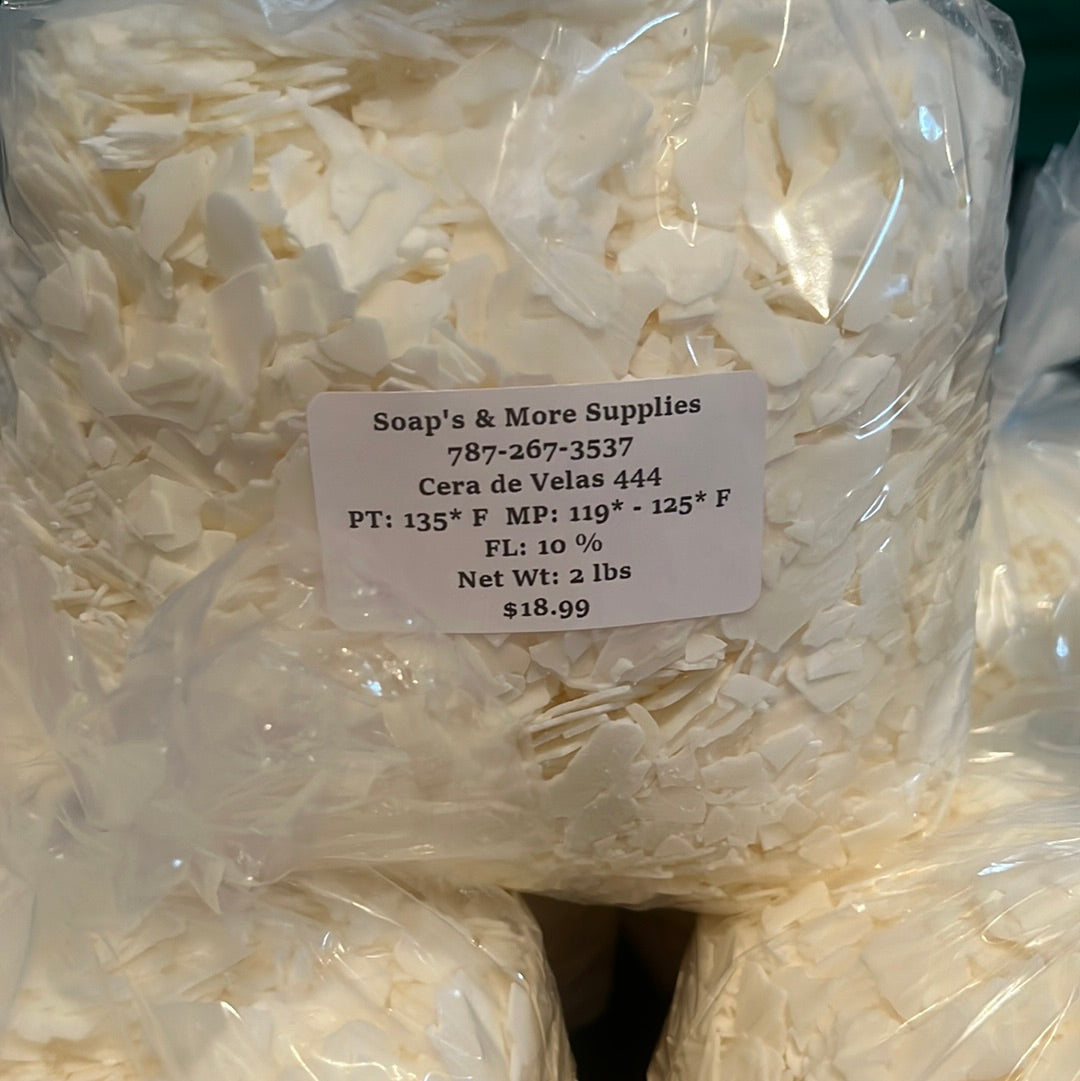 Soap's & More Supplies
787-267-3537
Cera de Velas 444
PT: 135* F MP: 119* - 125* F
FL: 10 %
Net Wt: 2 lbs
$18.99